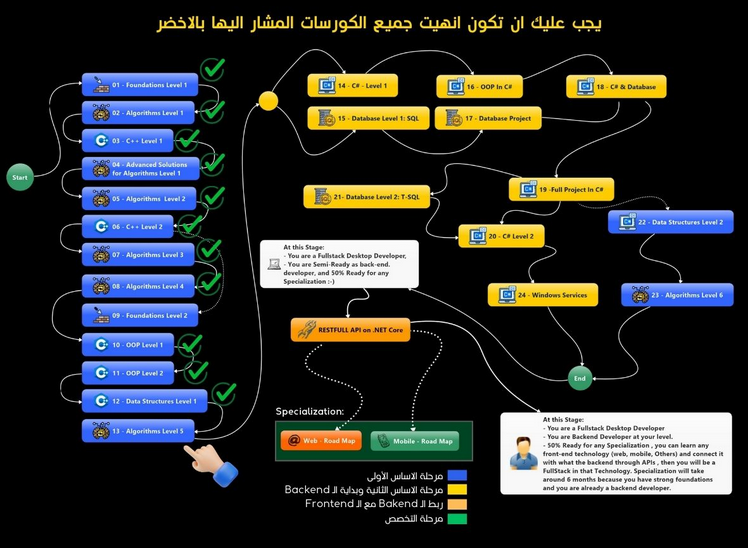 يجب عليك ان تكون انهيت جميع الكورسات المشار اليها بالاخضر
Start
01 - Foundations Level 1
02 - Algorithms Level 1
03 - C++ Level 1
04 - Advanced Solutions
for Algorithms Level 1
05 - Algorithms Level 2
06 - C++ Level 2
07 - Algorithms Level 3
08 - Algorithms Level 4
09 - Foundations Level 2
10 - OOP Level 1
11 - OOP Level 2
12 - Data Structures Level 1
13 - Algorithms Level 5
14 - C# - Level 1
15 - Database Level 1: SQL
16 - OOP In C#
17 - Database Project
18 - C# & Database
19 -Full Project In C#
21- Database Level 2: T-SQL
20 - C# Level 2
22 - Data Structures Level 2
24 - Windows Services
23 - Algorithms Level 6
End
At this Stage:
- You are a Fullstack Desktop Developer,
- You are Semi-Ready as back-end.
developer, and 50% Ready for any
Specialization :-)
RESTFULL API on .NET Core
Specialization:
Web - Road Map
Mobile - Road Map
At this Stage:
- You are a Fullstack Desktop Developer
- You are Backend Developer at your level.
- 50% Ready for any Specialization , you can learn any
front-end technology (web, mobile, Others) and connect it
with what the backend through APIs , then you will be a
FullStack in that Technology. Specialization will take
around 6 months because you have strong foundations
and you are already a backend developer.
مرحلة الاساس الأولى
مرحلة الاساس الثانية وبداية الـ Backend
ربط الـ Bakend مع الـ Frontend
مرحلة التخصص